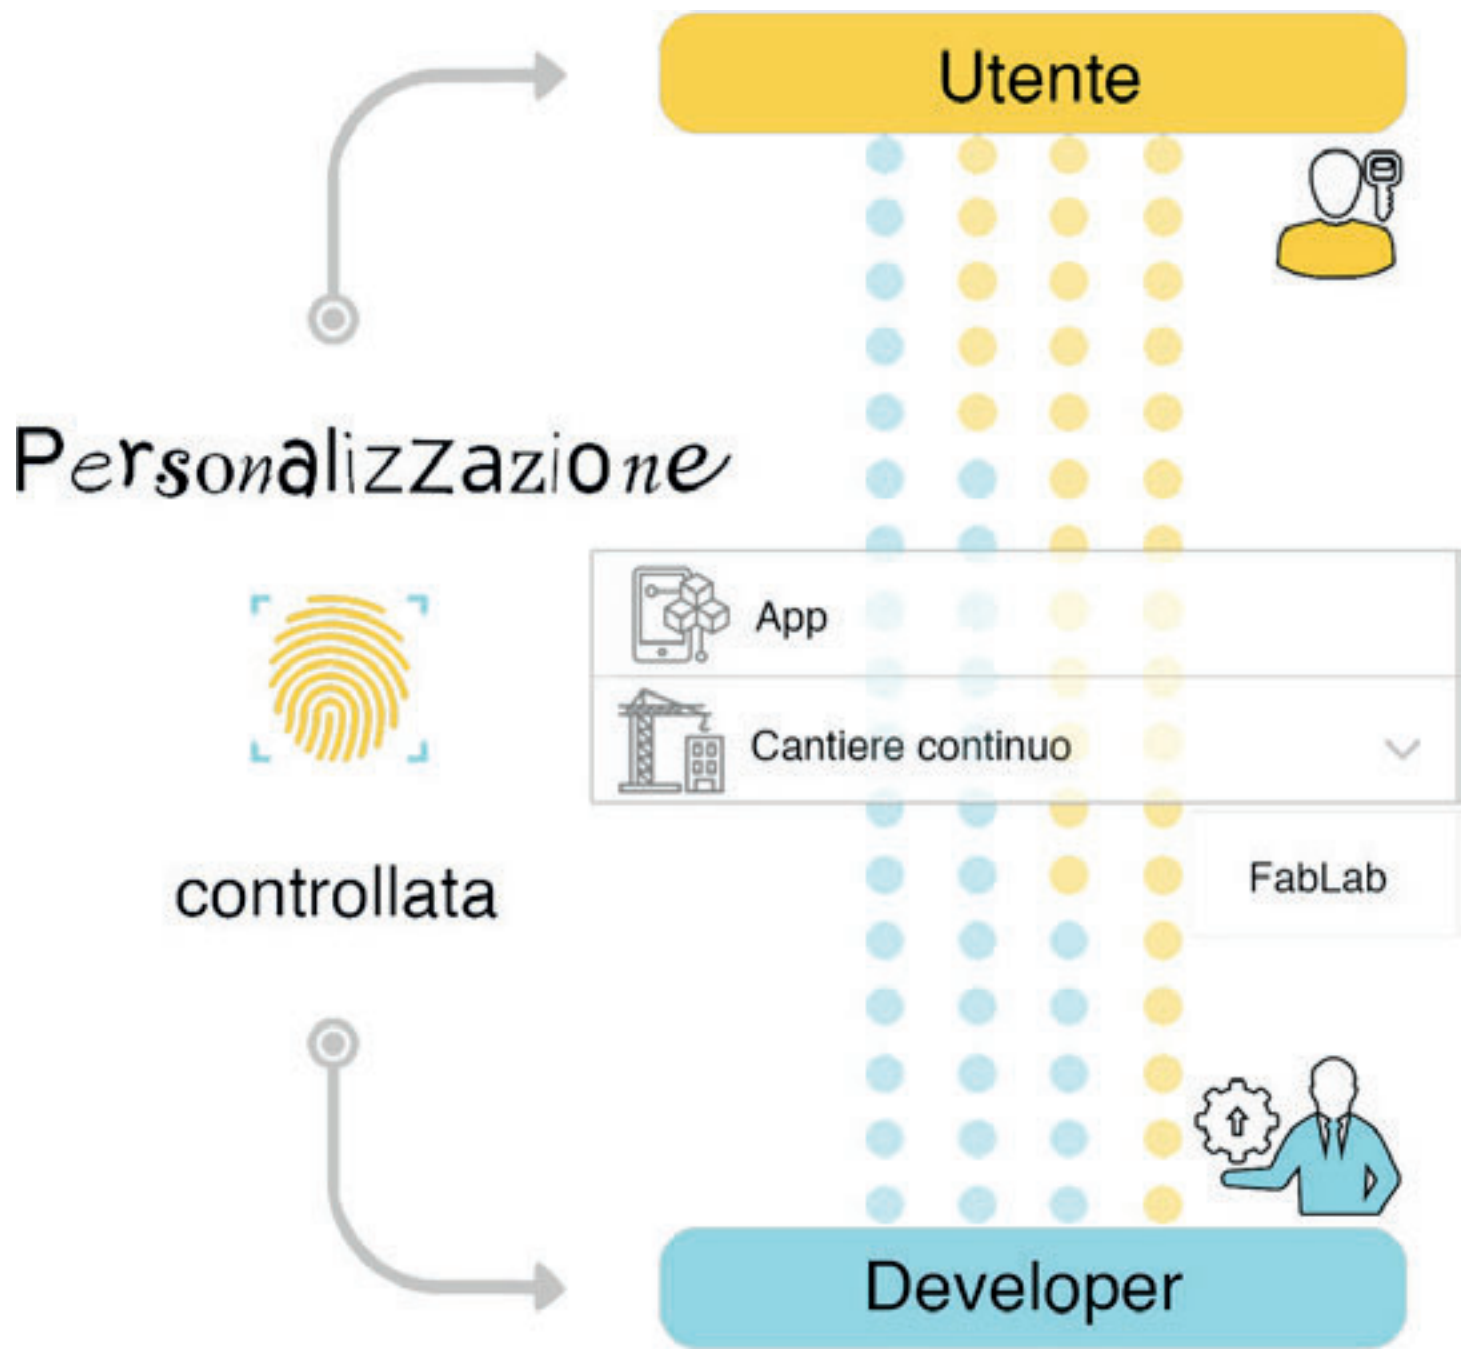 Utente
Personalizzazione
App
Cantiere continuo
controllata
FabLab
Developer